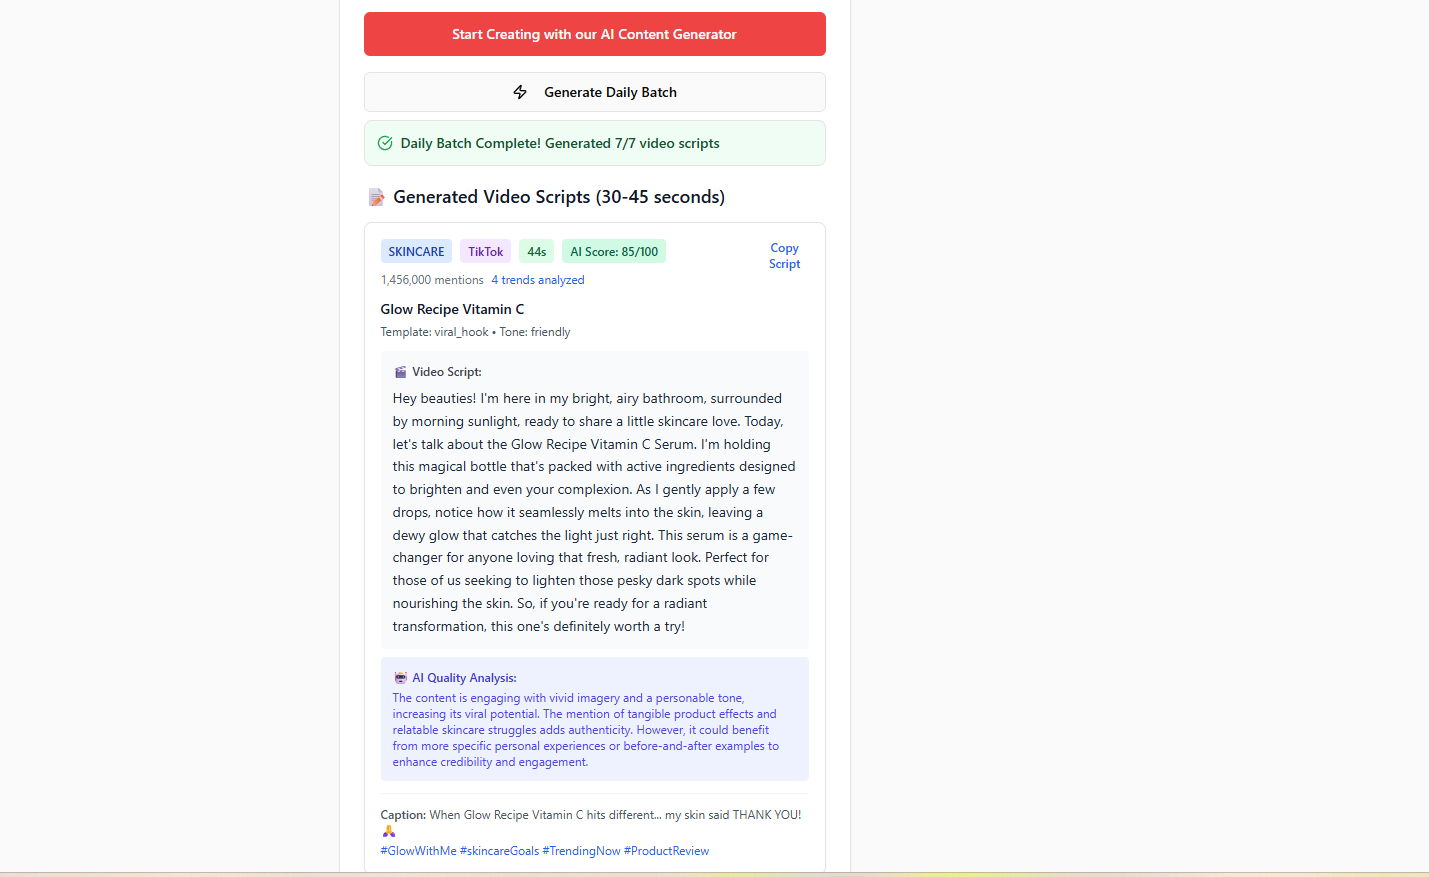 Start Creating with our AI Content Generator
Generate Daily Batch
Daily Batch Complete! Generated 7/7 video scripts
Generated Video Scripts (30-45 seconds)
SKINCARE TikTok 44s AI Score: 85/100
Copy
Script
1,456,000 mentions 4 trends analyzed
Glow Recipe Vitamin C
Template: viral_hook • Tone: friendly
Video Script:
Hey beauties! I'm here in my bright, airy bathroom, surrounded
by morning sunlight, ready to share a little skincare love. Today,
let's talk about the Glow Recipe Vitamin C Serum. I'm holding
this magical bottle that's packed with active ingredients designed
to brighten and even your complexion. As I gently apply a few
drops, notice how it seamlessly melts into the skin, leaving a
dewy glow that catches the light just right. This serum is a game-
changer for anyone loving that fresh, radiant look. Perfect for
those of us seeking to lighten those pesky dark spots while
nourishing the skin. So, if you're ready for a radiant
transformation, this one's definitely worth a try!
AI Quality Analysis:
The content is engaging with vivid imagery and a personable tone,
increasing its viral potential. The mention of tangible product effects and
relatable skincare struggles adds authenticity. However, it could benefit
from more specific personal experiences or before-and-after examples to
enhance credibility and engagement.
Caption: When Glow Recipe Vitamin C hits different... my skin said THANK YOU!
🙏
#GlowWithMe #skincareGoals #TrendingNow #ProductReview